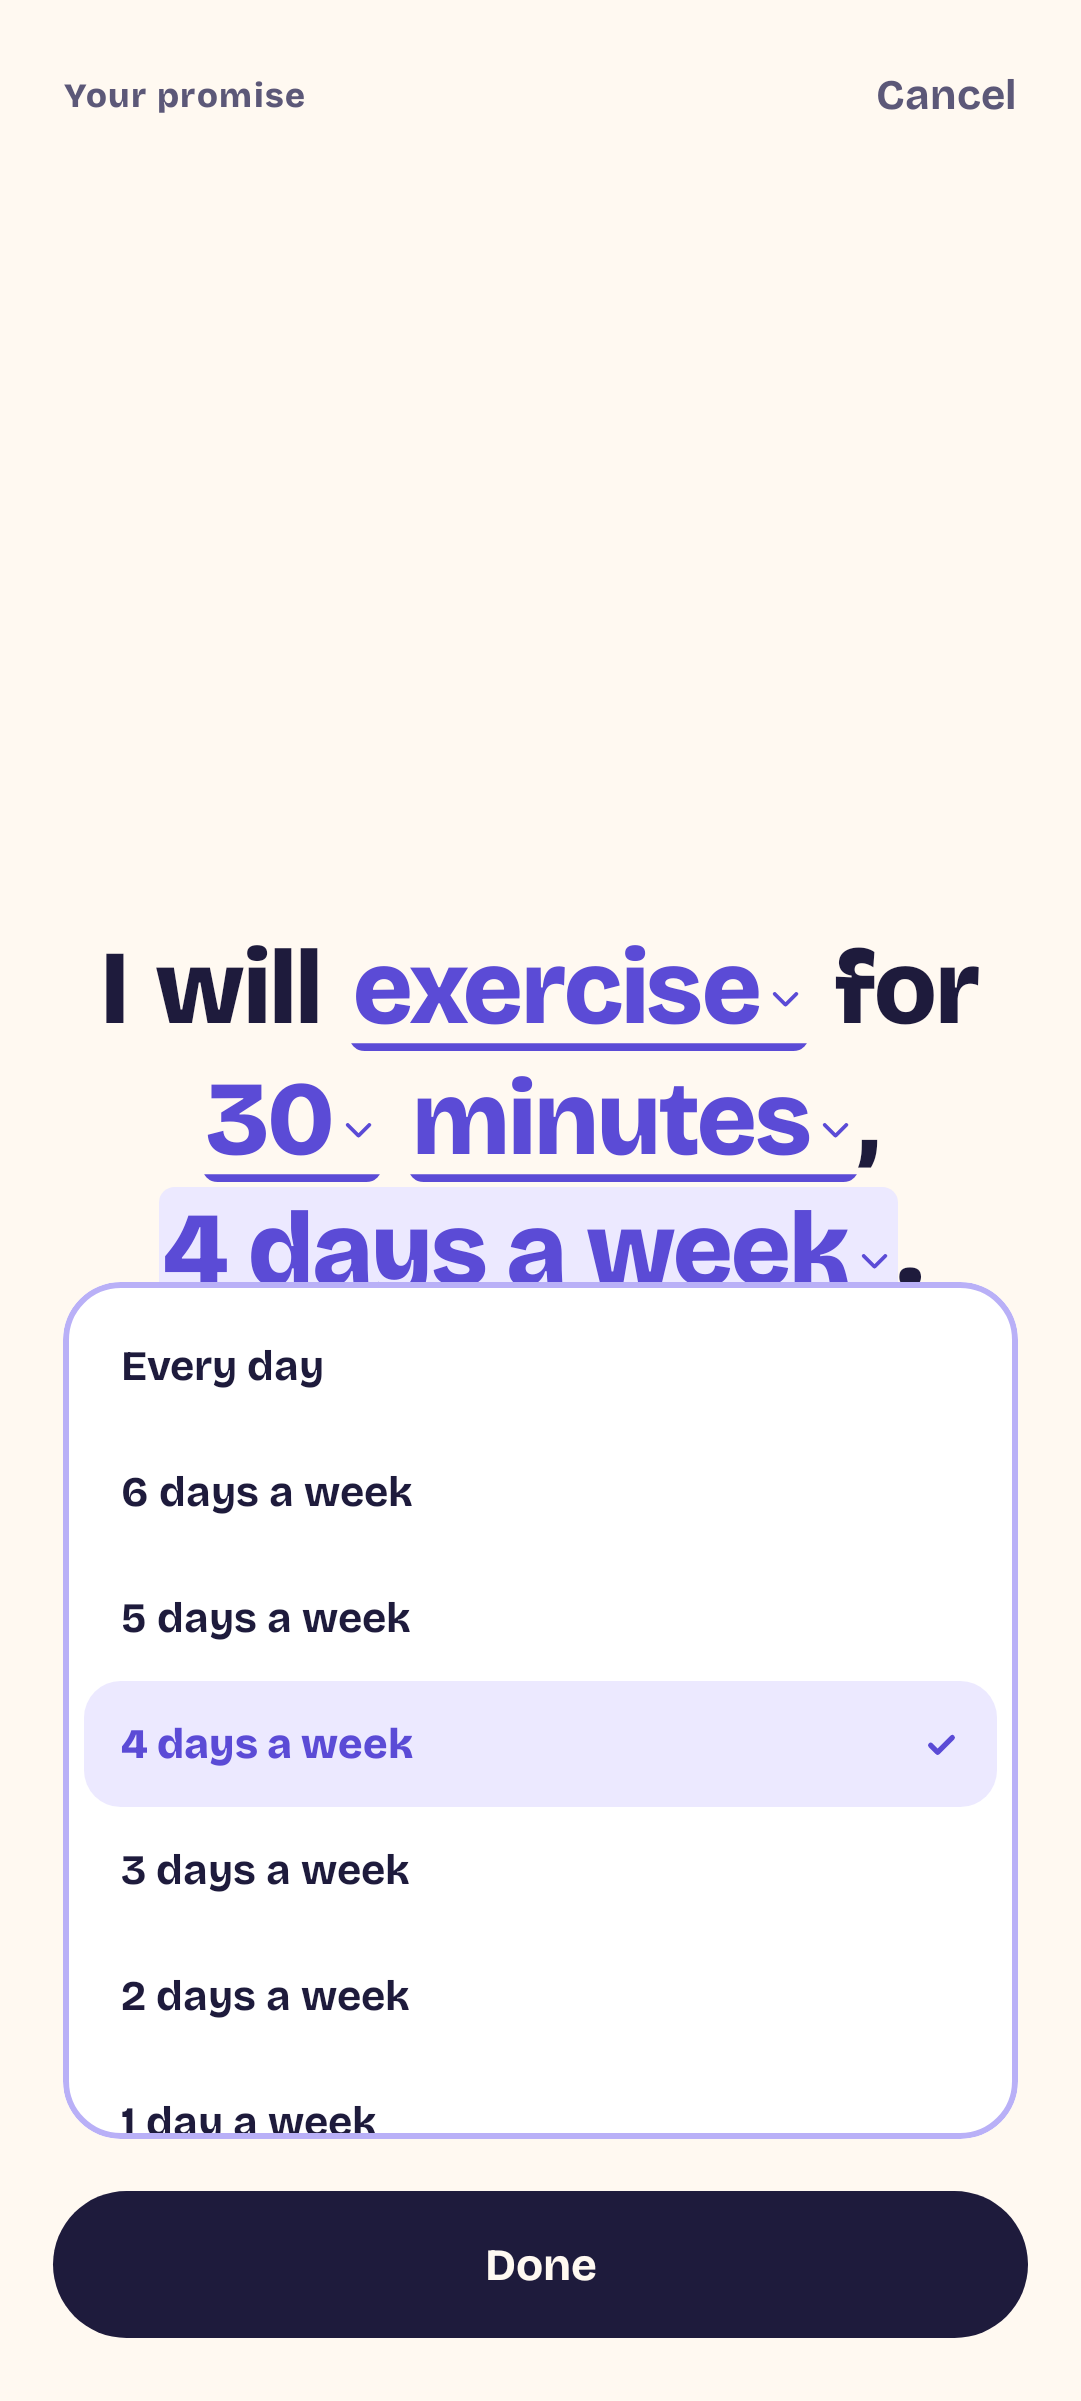 Your promise
Cancel
I will exercise for
30 minutes,
4 days a week.
Every day
6 days a week
5 days a week
4 days a week
3 days a week
2 days a week
1 day a week
Done